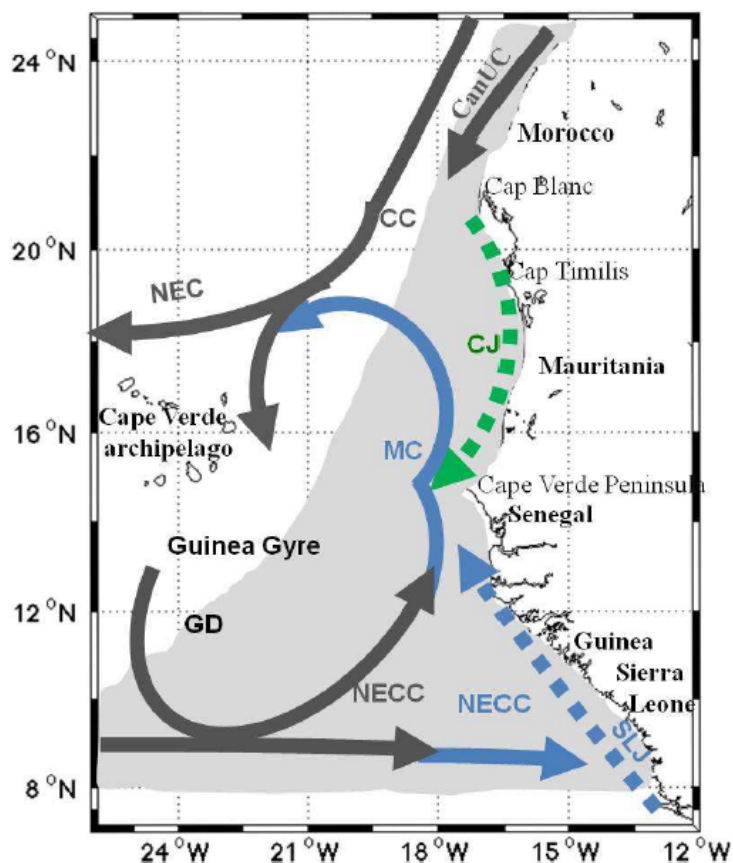 24 °N
CanUC
Morocco
Cap Blanc
CC
20 °N
Cap Timilis
NEC
CJ
Mauritania
Cape Verde
archipelago
16 °N
MC
Cape Verde Peninsula
Senegal
Guinea Gyre
12 °N
GD
Guinea
Sierra
Leone
NECC
NECC
SLJ
8 °N
24 °W
21 °W
18 °W
15 °W
12 °W